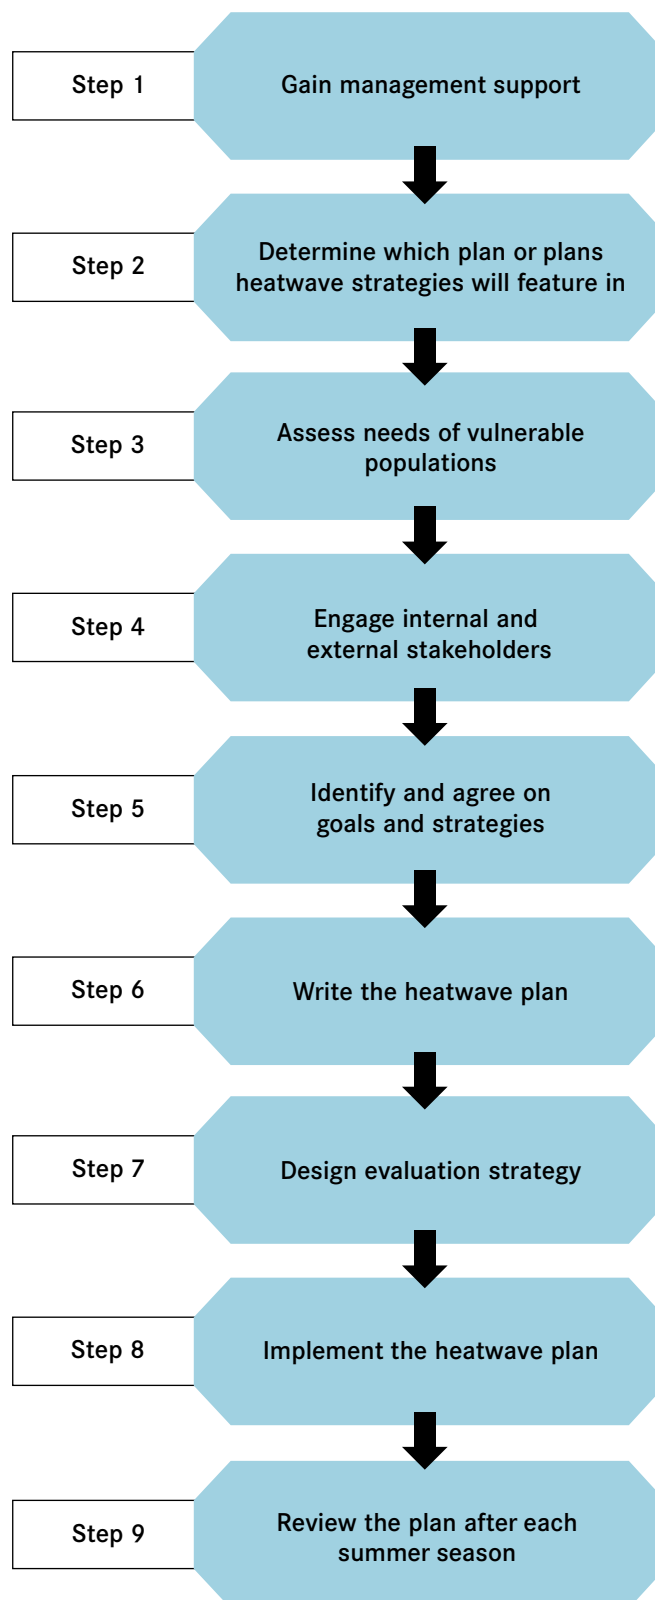 Step 1
Gain management support
Step 2
Determine which plan or plans
heatwave strategies will feature in
Step 3
Assess needs of vulnerable
populations
Step 4
Engage internal and
external stakeholders
Step 5
Identify and agree on
goals and strategies
Step 6
Write the heatwave plan
Step 7
Design evaluation strategy
Step 8
Implement the heatwave plan
Step 9
Review the plan after each
summer season